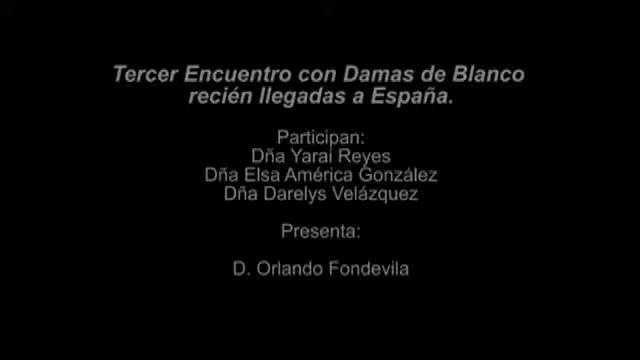 Tercer Encuentro con Damas de Blanco
recién llegadas a España.
Participan:
Dña Yarai Reyes
Dña Elsa América González
Dña Darelys Velázquez
Presenta:
D. Orlando Fondevila